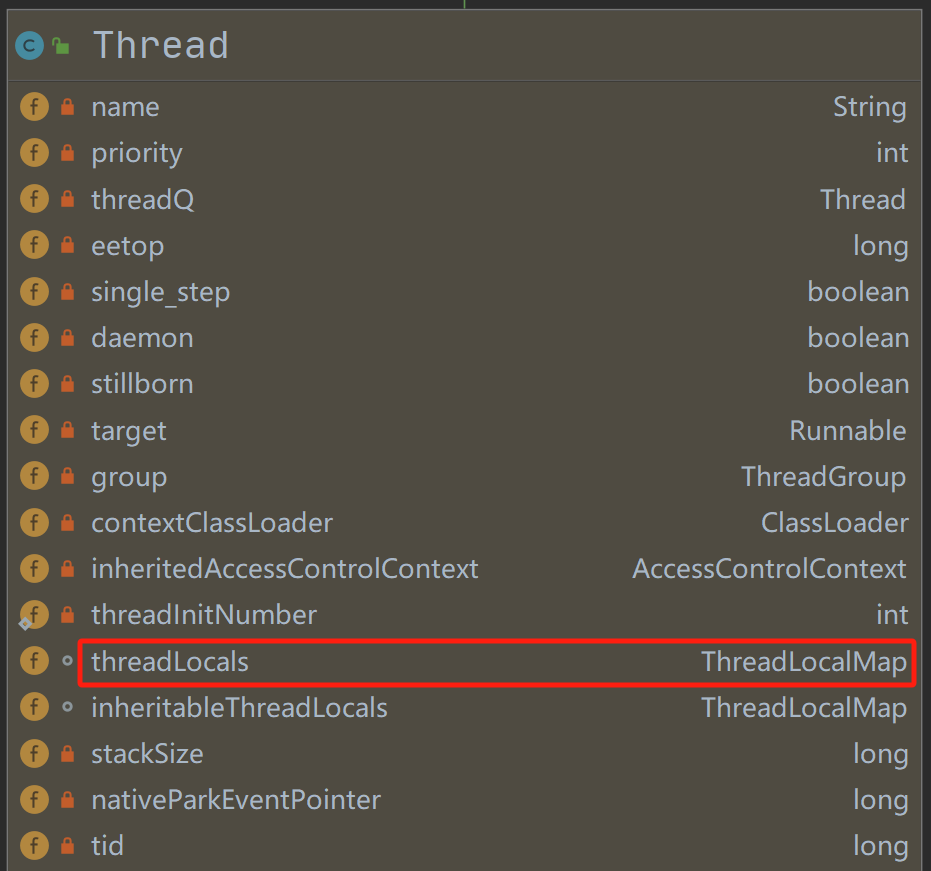 C Thread
f name String
f priority int
f threadQ Thread
f eetop long
f single_step boolean
f daemon boolean
f stillborn boolean
f target Runnable
f group ThreadGroup
f contextClassLoader ClassLoader
f inheritedAccessControlContext AccessControlContext
f threadInitNumber int
f threadLocals ThreadLocalMap
f inheritableThreadLocals ThreadLocalMap
f stackSize long
f nativeParkEventPointer long
f tid long